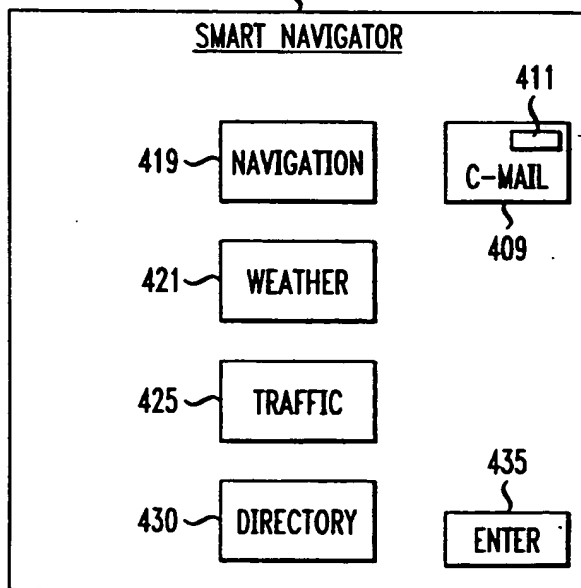 SMART NAVIGATOR
411
419 NAVIGATION
C-MAIL
409
421 WEATHER
425 TRAFFIC
435
430 DIRECTORY
ENTER